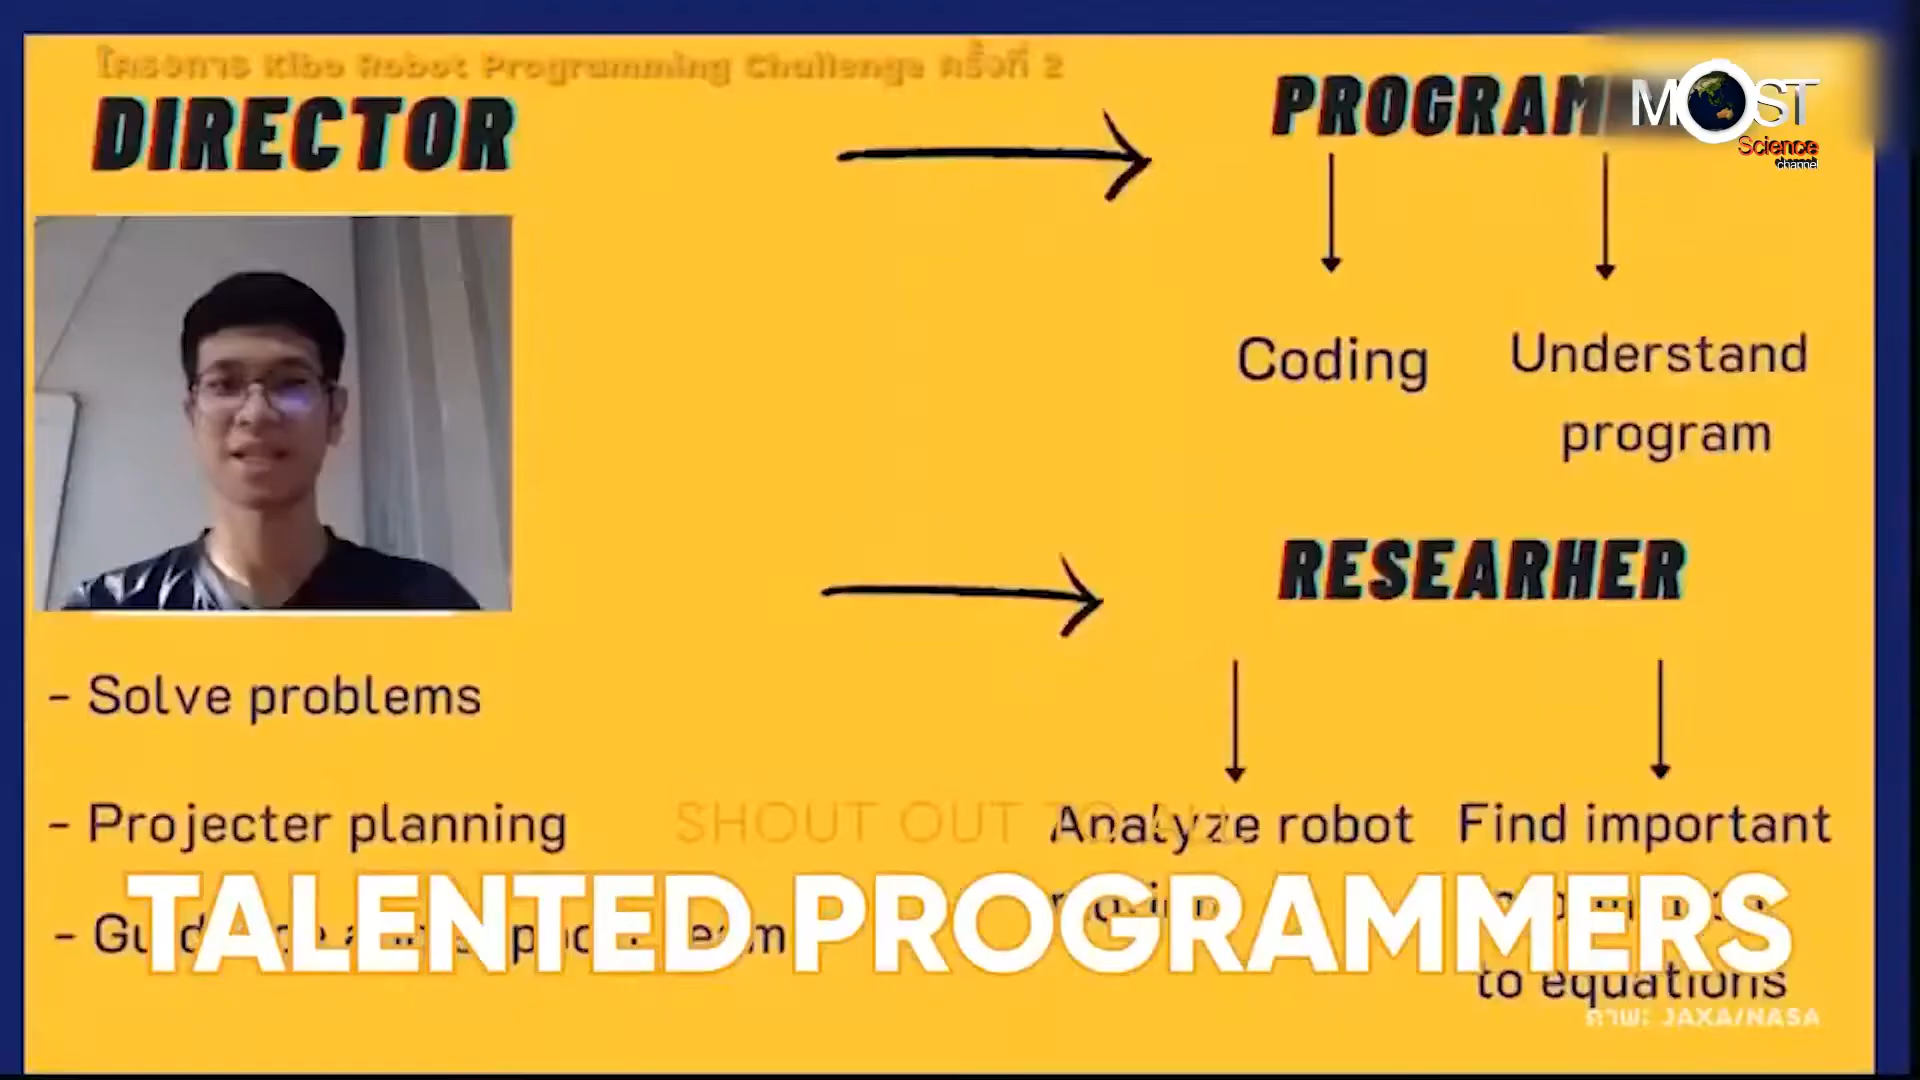 โครงการ Kibo Robot Programming Challenge ครั้งที่ 2
DIRECTOR
MOST
Science
channel
Coding
Understand
program
RESEARHER
- Solve problems
- Projecter planning
SHOUT OUT TO ALL
Analyze robot
Find important
TALENTED PROGRAMMERS
to equations
ภาพ: JAXA/NASA